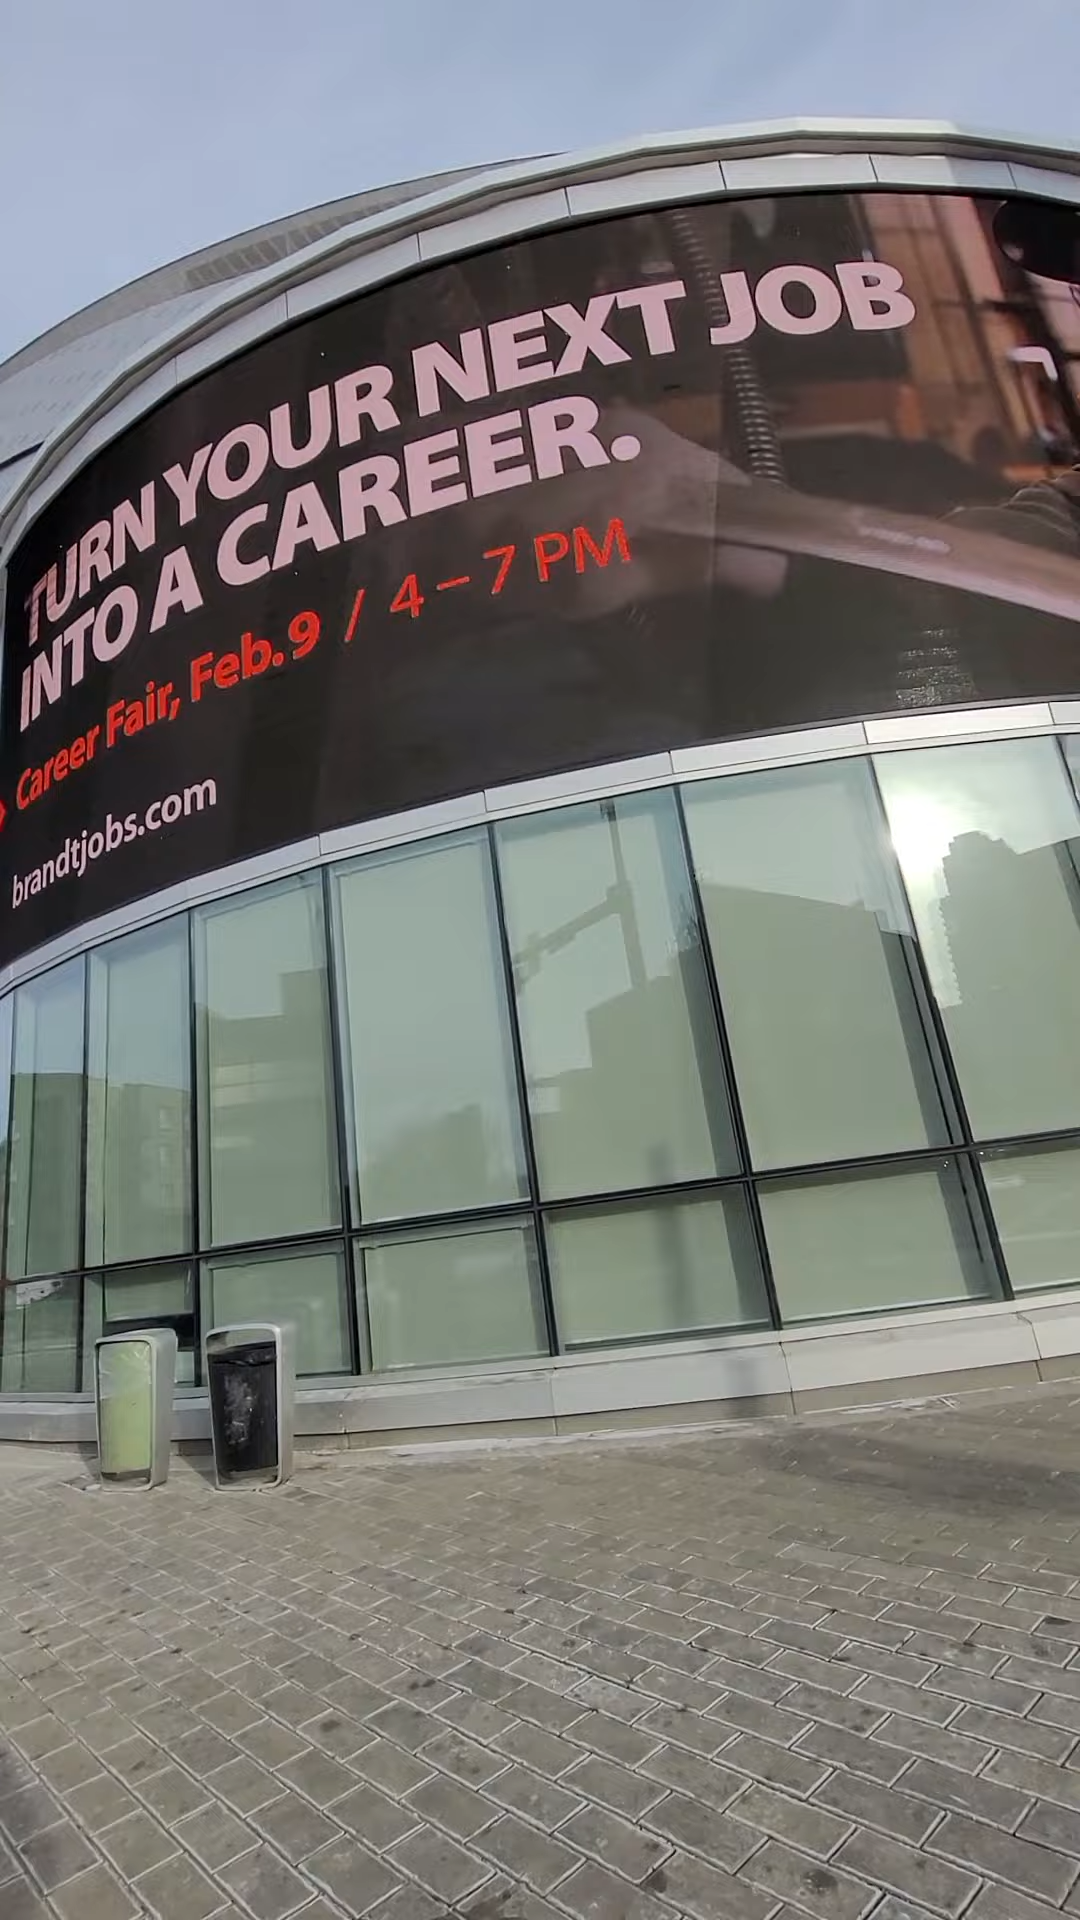 TURN YOUR NEXT JOB
INTO A CAREER.
Career Fair, Feb. 9 / 4–7 PM
brandtjobs.com